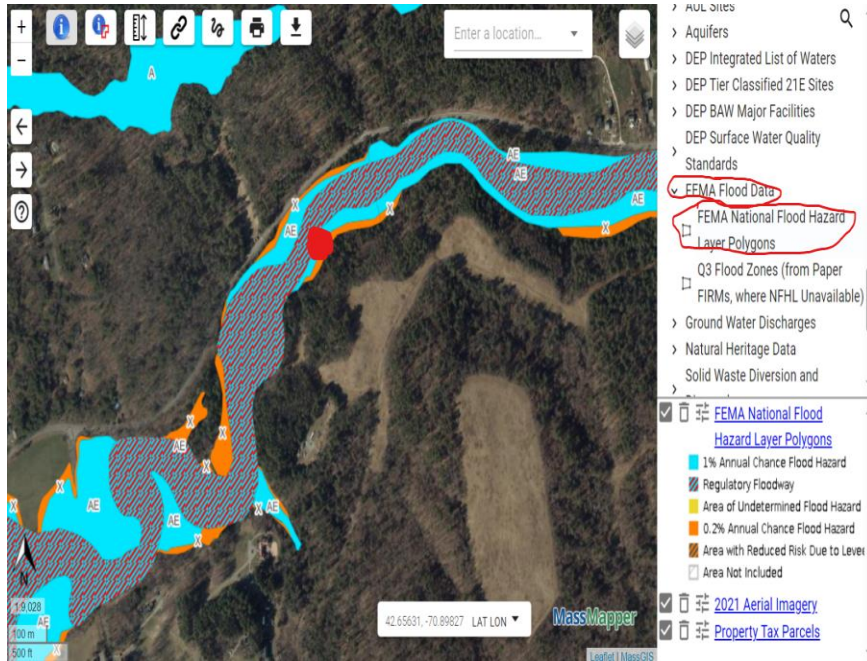 +
−
Enter a location...
A
AE
AE
AE
AE
X
X
X
AE
X
X
AE
X
X
X
AE
AE
AE
X
AE
X
N
1:9,028
100 m
500 ft
42.65631, -70.89827 LAT LON
MassMapper
Leaflet | MassGIS
AUL Sites
Aquifers
DEP Integrated List of Waters
DEP Tier Classified 21E Sites
DEP BAW Major Facilities
DEP Surface Water Quality
Standards
FEMA Flood Data
FEMA National Flood Hazard
Layer Polygons
Q3 Flood Zones (from Paper
FIRMs, where NFHL Unavailable)
Ground Water Discharges
Natural Heritage Data
Solid Waste Diversion and
FEMA National Flood
Hazard Layer Polygons
1% Annual Chance Flood Hazard
Regulatory Floodway
Area of Undetermined Flood Hazard
0.2% Annual Chance Flood Hazard
Area with Reduced Risk Due to Levee
Area Not Included
2021 Aerial Imagery
Property Tax Parcels